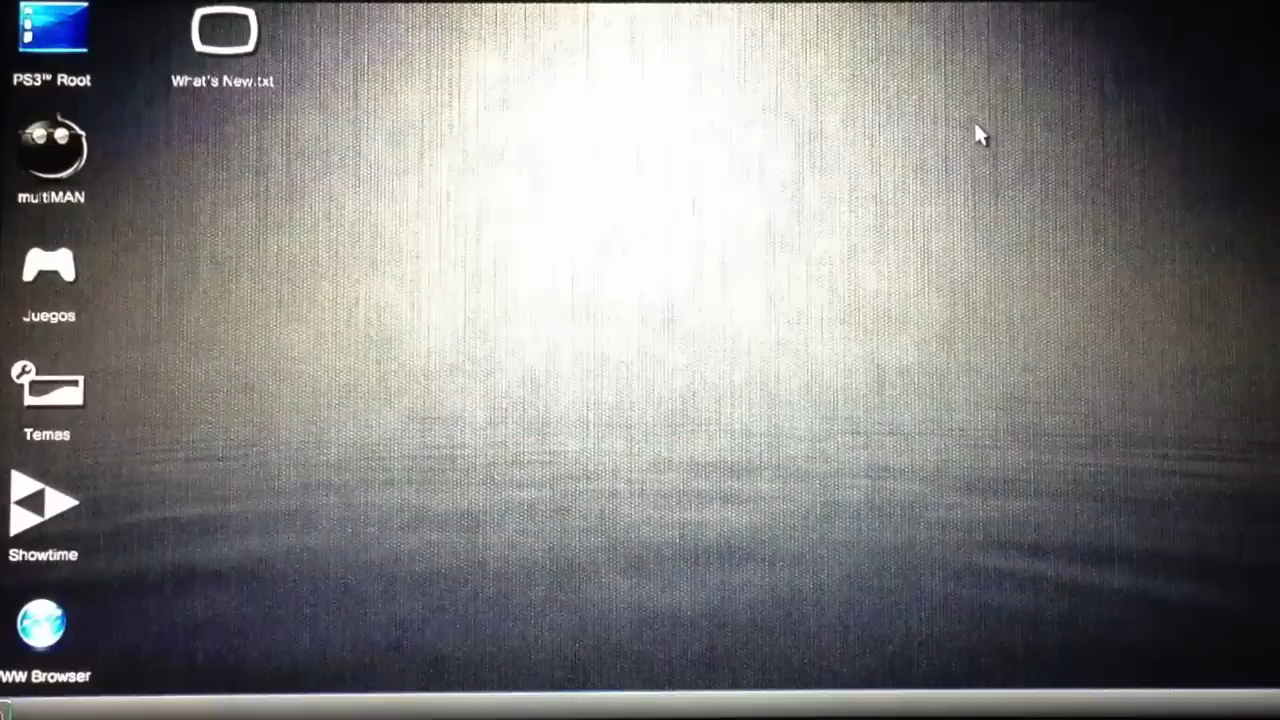 PS3™ Root
What's New.txt
multiMAN
Juegos
Temas
Showtime
WW Browser